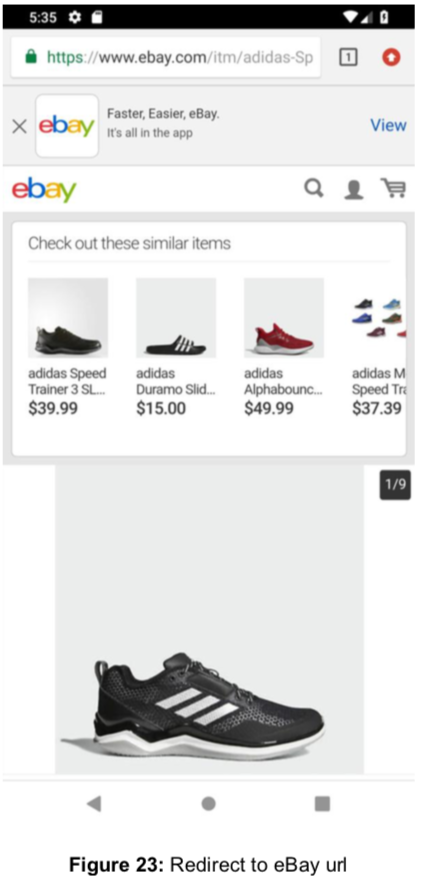 5:35
https://www.ebay.com/itm/adidas-Sp
1
ebay
Faster, Easier, eBay.
It's all in the app
View
ebay
Check out these similar items
adidas Speed
Trainer 3 SL...
$39.99
adidas
Duramo Slid...
$15.00
adidas
Alphabounc...
$49.99
adidas M
Speed Tra
$37.39
1/9
Figure 23: Redirect to eBay url